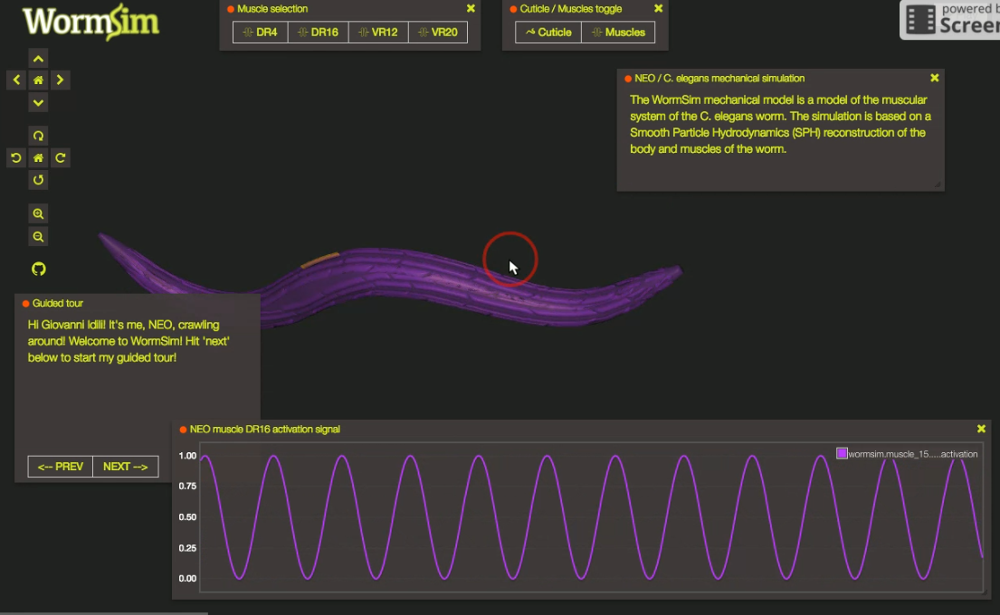 WormSim
Muscle selection
DR4 DR16 VR12 VR20
Cuticle / Muscles toggle
Cuticle Muscles
powered b
Screen
NEO / C. elegans mechanical simulation
The WormSim mechanical model is a model of the muscular
system of the C. elegans worm. The simulation is based on a
Smooth Particle Hydrodynamics (SPH) reconstruction of the
body and muscles of the worm.
Guided tour
Hi Giovanni Idili! It's me, NEO, crawling
around! Welcome to WormSim! Hit 'next'
below to start my guided tour!
<-- PREV NEXT -->
NEO muscle DR16 activation signal
wormsim.muscle_15.....activation
1.00
0.75
0.50
0.25
0.00